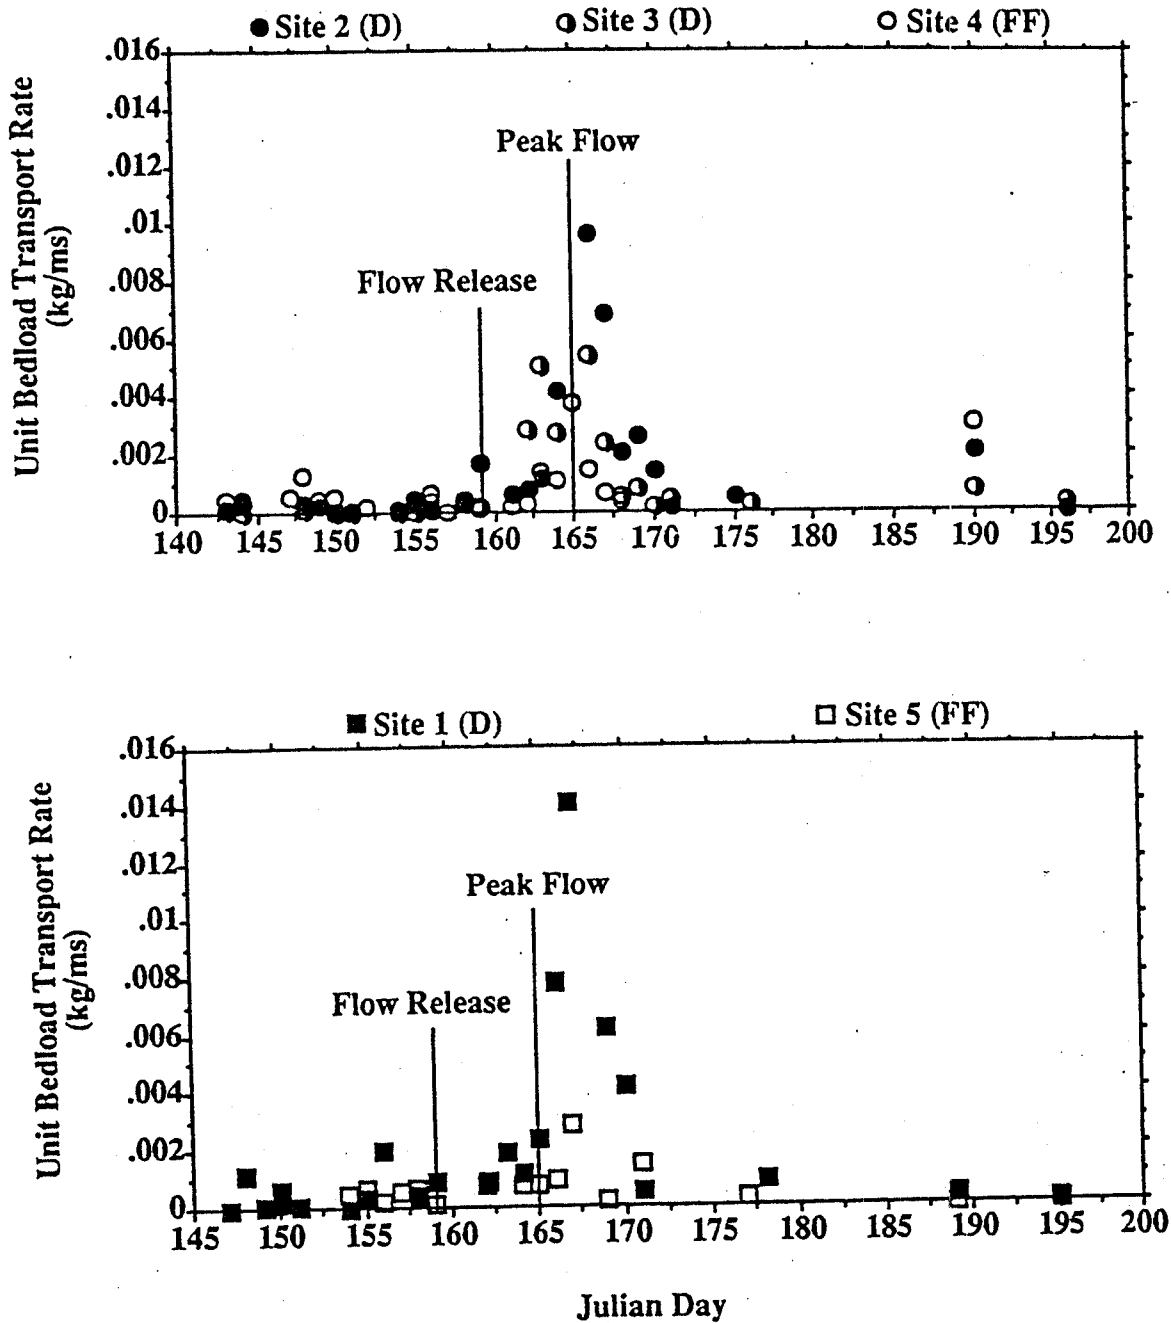 Site 2 (D) Site 3 (D) Site 4 (FF)
.016
.014
.012
.01
.008
.006
.004
.002
0
Unit Bedload Transport Rate
(kg/ms)
Peak Flow
Flow Release
140 145 150 155 160 165 170 175 180 185 190 195 200
Site 1 (D) Site 5 (FF)
.016
.014
.012
.01
.008
.006
.004
.002
0
Unit Bedload Transport Rate
(kg/ms)
Peak Flow
Flow Release
145 150 155 160 165 170 175 180 185 190 195 200
Julian Day